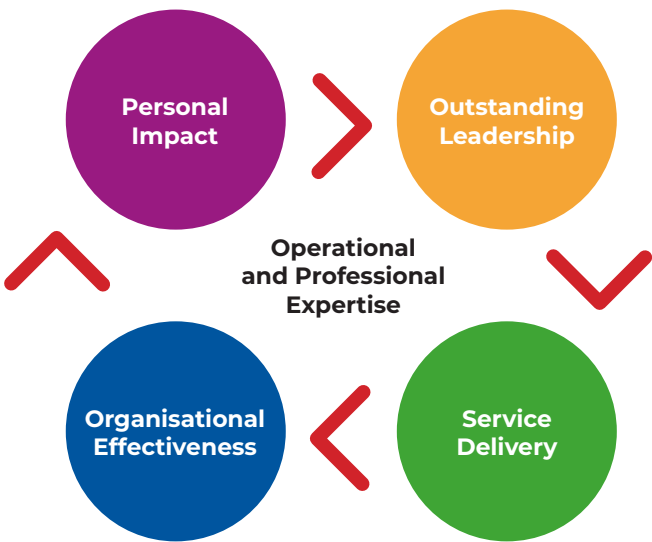 Personal
Impact
Outstanding
Leadership
Operational
and Professional
Expertise
Organisational
Effectiveness
Service
Delivery